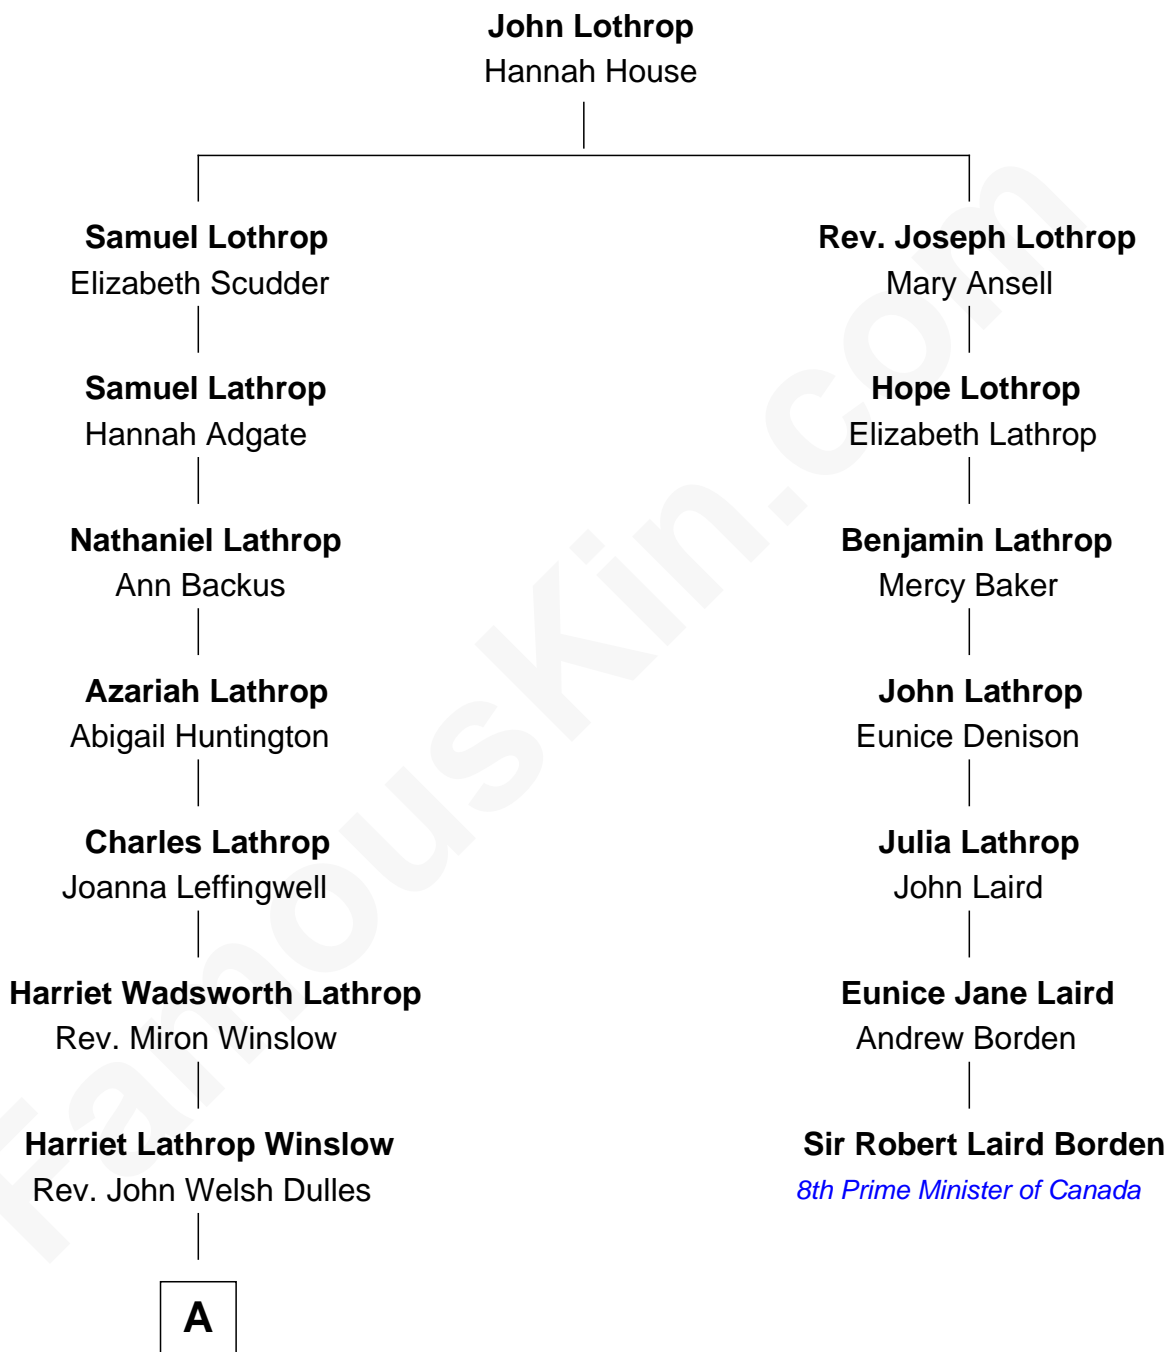 John Lothrop
Hannah House
Samuel Lothrop
Elizabeth Scudder
Rev. Joseph Lothrop
Mary Ansell
Samuel Lathrop
Hannah Adgate
Hope Lothrop
Elizabeth Lathrop
Nathaniel Lathrop
Ann Backus
Benjamin Lathrop
Mercy Baker
Azariah Lathrop
Abigail Huntington
John Lathrop
Eunice Denison
Charles Lathrop
Joanna Leffingwell
Julia Lathrop
John Laird
Harriet Wadsworth Lathrop
Rev. Miron Winslow
Eunice Jane Laird
Andrew Borden
Harriet Lathrop Winslow
Rev. John Welsh Dulles
Sir Robert Laird Borden
8th Prime Minister of Canada
A
FamousKin.com